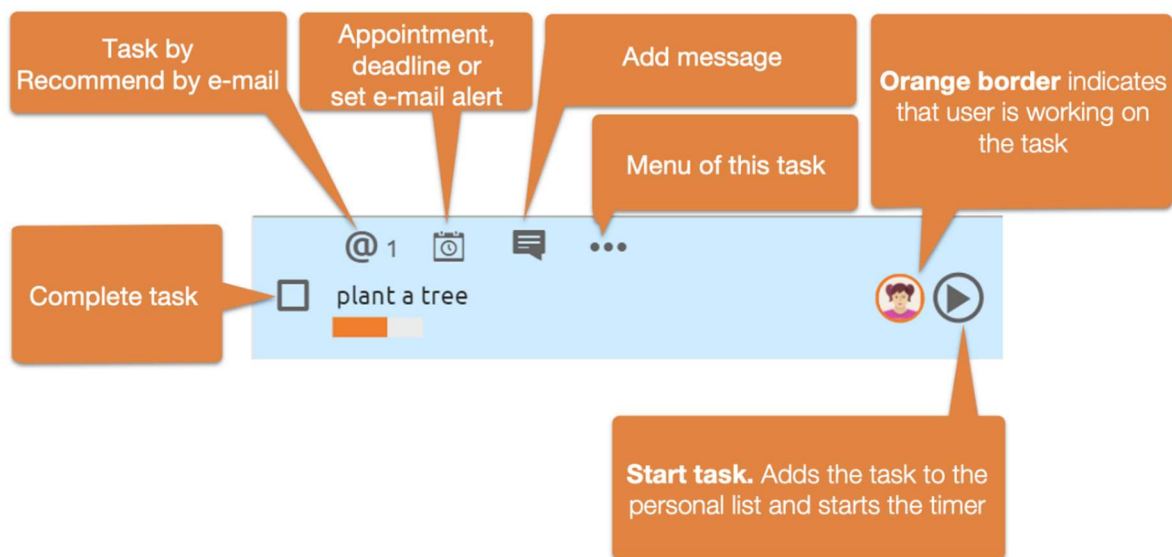 Task by
Recommend by e-mail
Appointment,
deadline or
set e-mail alert
Add message
Orange border indicates
that user is working on
the task
Menu of this task
@ 1
Complete task
plant a tree
Start task. Adds the task to the
personal list and starts the timer